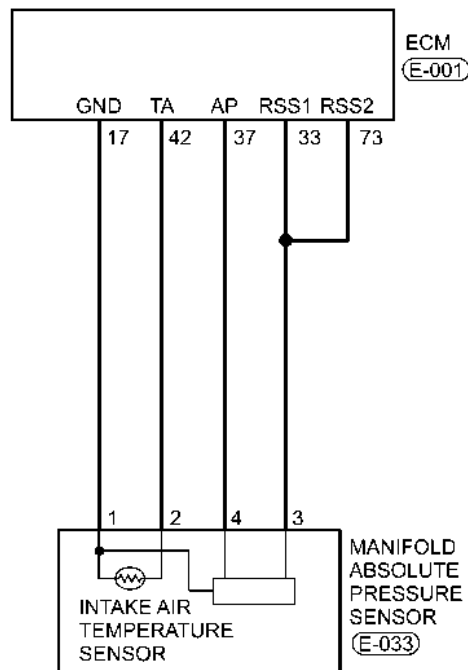 ECM
E-001
GND TA AP RSS1 RSS2
17 42 37 33 73
1 2 4 3
MANIFOLD
ABSOLUTE
PRESSURE
SENSOR
E-033
INTAKE AIR
TEMPERATURE
SENSOR